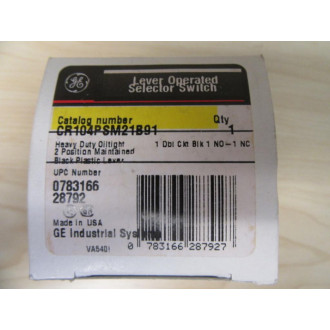 Lever Operated
Selector Switch
Catalog number Qty
CR104PSM21B91 1
Heavy Duty Oiltight 1 Dbl Ckt Blk 1 NO-1 NC
2 Position Maintained
Black Plastic Lever
UPC Number
0783166
28792
Made in USA
GE Industrial Systems
VA5401
0 783166 287927